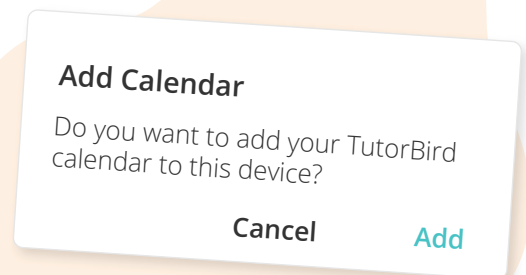 Add Calendar
Do you want to add your TutorBird
calendar to this device?
Cancel Add